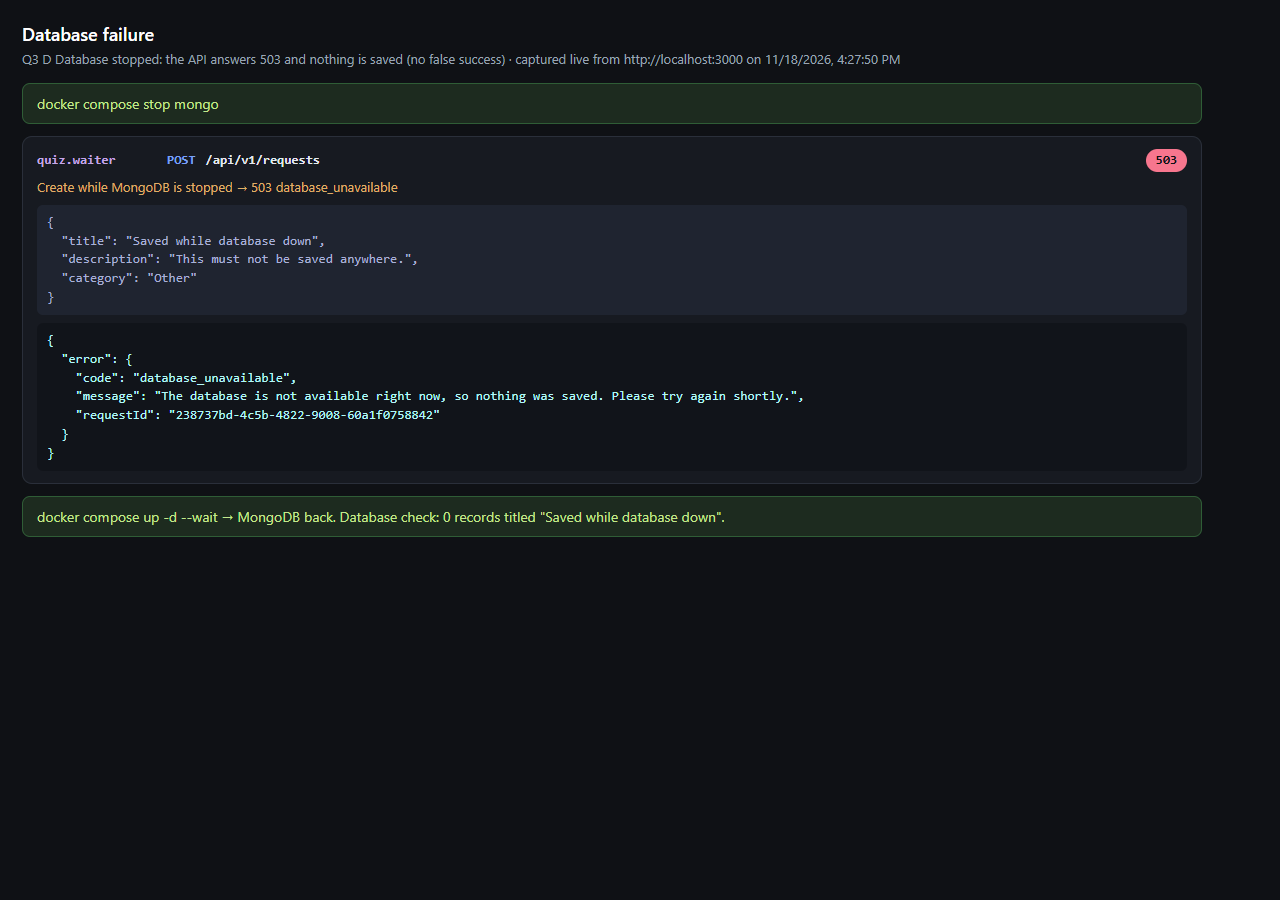 Database failure
Q3 D Database stopped: the API answers 503 and nothing is saved (no false success) · captured live from http://localhost:3000 on 11/18/2026, 4:27:50 PM
docker compose stop mongo
quiz.waiter POST /api/v1/requests 503
Create while MongoDB is stopped → 503 database_unavailable
{
  "title": "Saved while database down",
  "description": "This must not be saved anywhere.",
  "category": "Other"
}
{
  "error": {
    "code": "database_unavailable",
    "message": "The database is not available right now, so nothing was saved. Please try again shortly.",
    "requestId": "238737bd-4c5b-4822-9008-60a1f0758842"
  }
}
docker compose up -d --wait → MongoDB back. Database check: 0 records titled "Saved while database down".